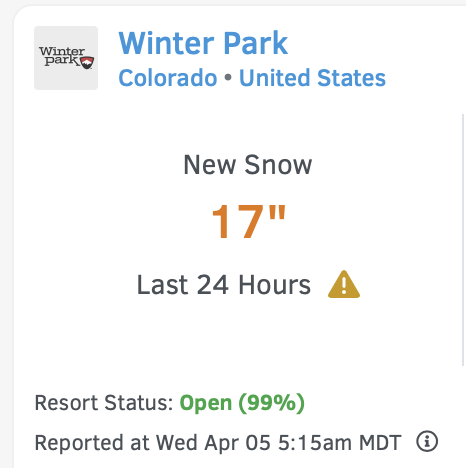 Winter
park
Winter Park
Colorado • United States
New Snow
17"
Last 24 Hours
Resort Status: Open (99%)
Reported at Wed Apr 05 5:15am MDT